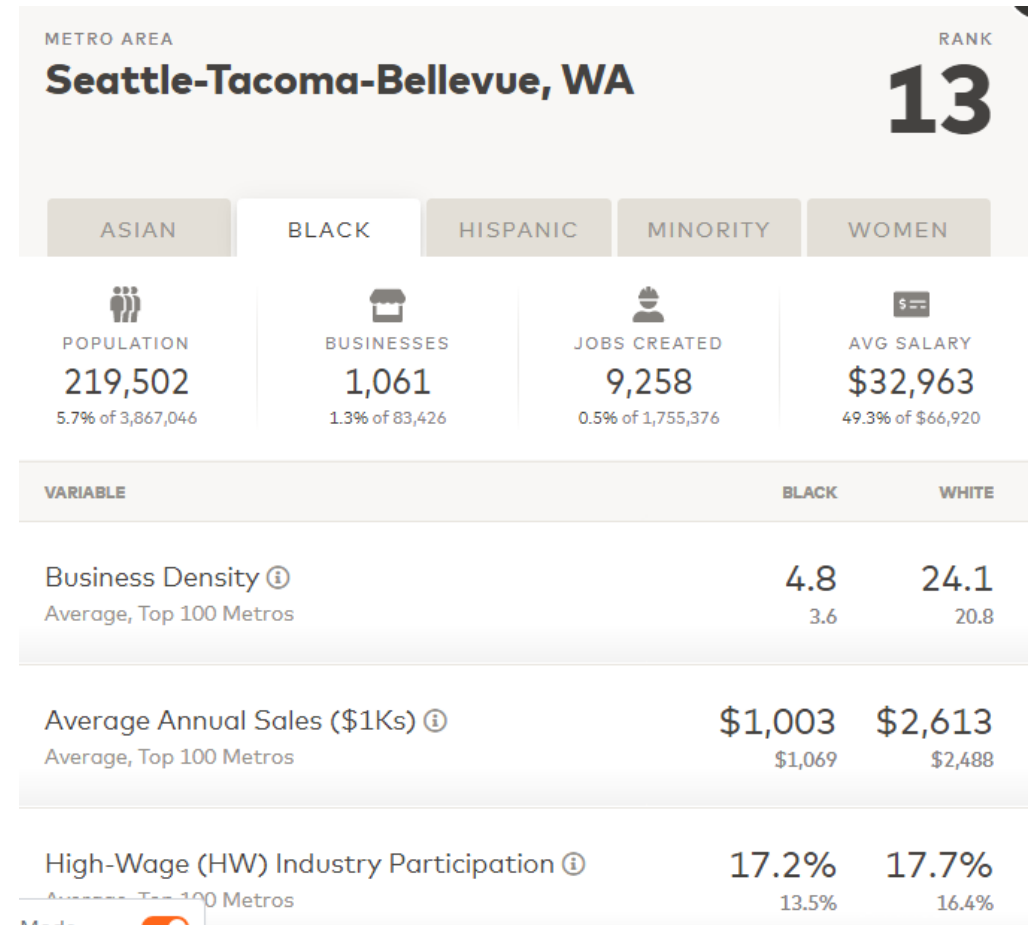 METRO AREA
RANK
Seattle-Tacoma-Bellevue, WA
13
ASIAN BLACK HISPANIC MINORITY WOMEN
POPULATION BUSINESSES JOBS CREATED AVG SALARY
219,502 1,061 9,258 $32,963
5.7% of 3,867,046 1.3% of 83,426 0.5% of 1,755,376 49.3% of $66,920
VARIABLE BLACK WHITE
Business Density 4.8 24.1
Average, Top 100 Metros 3.6 20.8
Average Annual Sales ($1Ks) $1,003 $2,613
Average, Top 100 Metros $1,069 $2,488
High-Wage (HW) Industry Participation 17.2% 17.7%
Average, Top 100 Metros 13.5% 16.4%